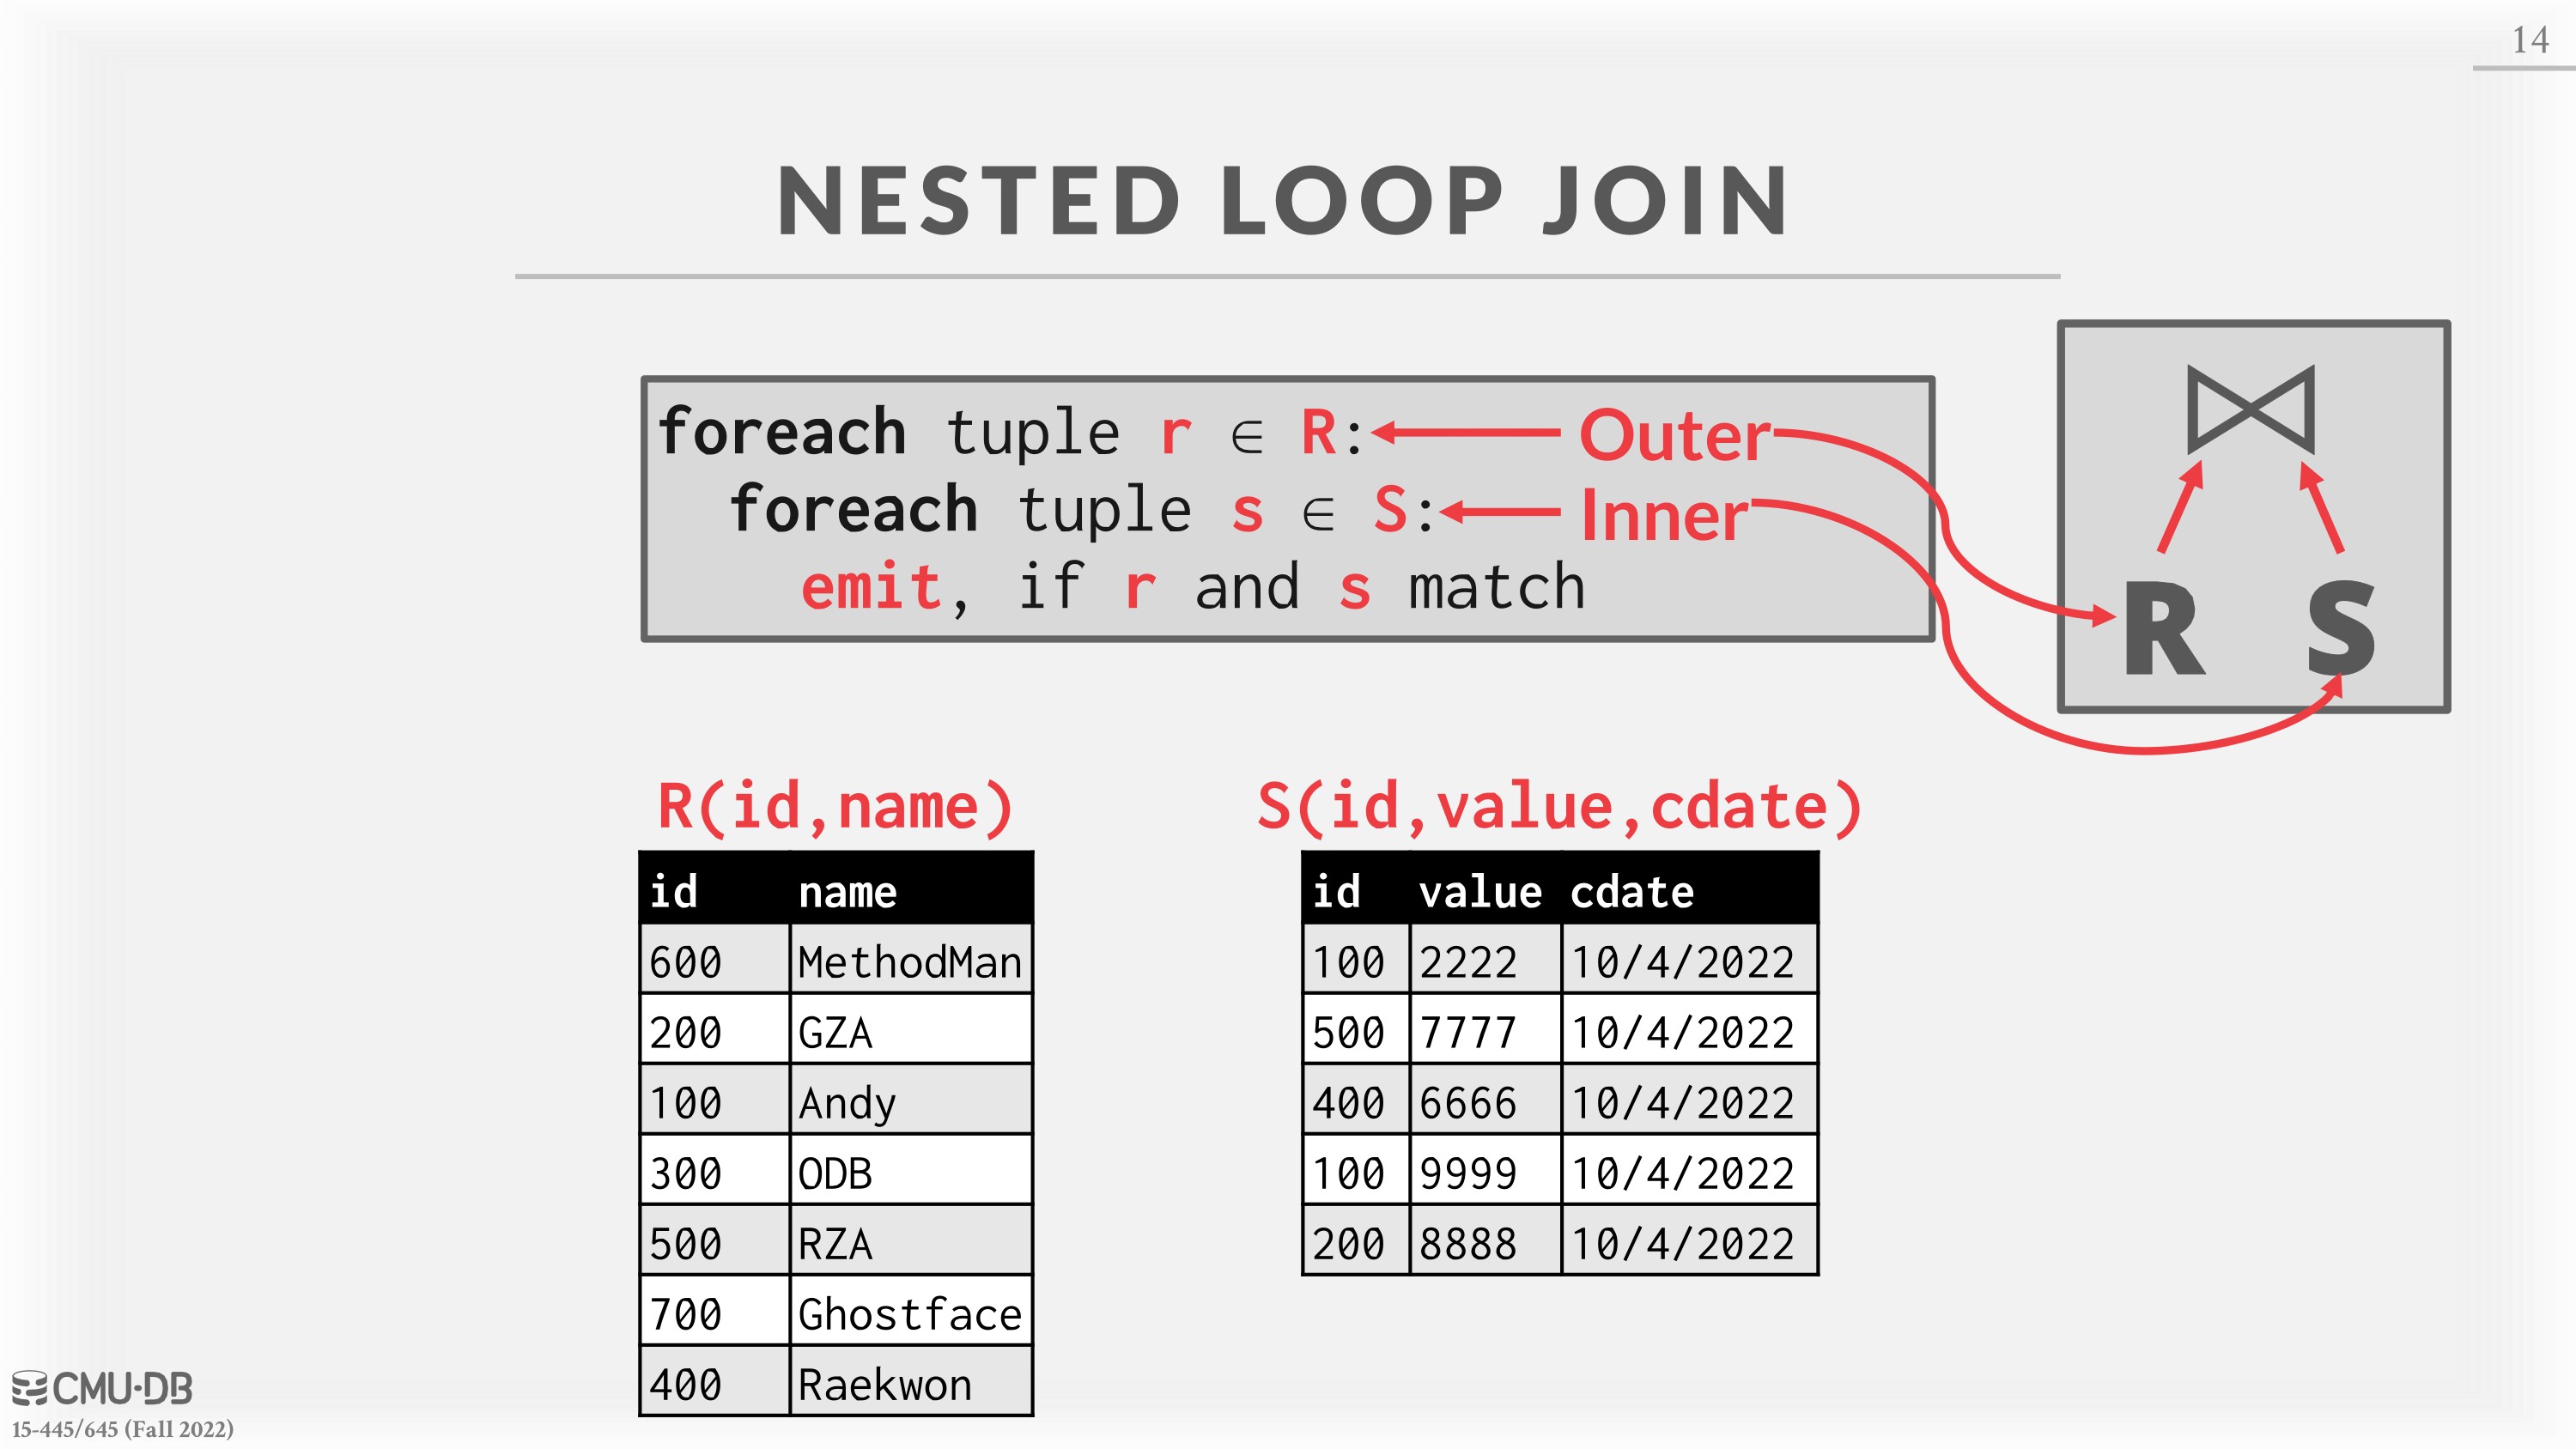 14
NESTED LOOP JOIN
foreach tuple r ∈ R: Outer
foreach tuple s ∈ S: Inner
emit, if r and s match
⋈
R S
R(id,name)
id name
600 MethodMan
200 GZA
100 Andy
300 ODB
500 RZA
700 Ghostface
400 Raekwon
S(id,value,cdate)
id value cdate
100 2222 10/4/2022
500 7777 10/4/2022
400 6666 10/4/2022
100 9999 10/4/2022
200 8888 10/4/2022
CMU·DB
15-445/645 (Fall 2022)